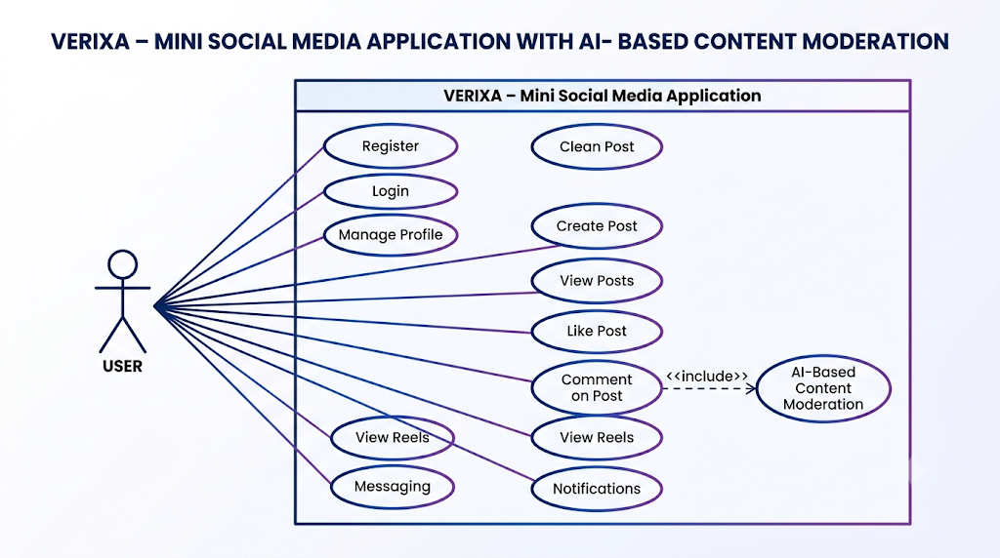 VERIXA – MINI SOCIAL MEDIA APPLICATION WITH AI- BASED CONTENT MODERATION
VERIXA – Mini Social Media Application
Register
Clean Post
Login
Manage Profile
Create Post
View Posts
Like Post
USER
Comment
on Post
<<include>>
AI-Based
Content
Moderation
View Reels
View Reels
Messaging
Notifications